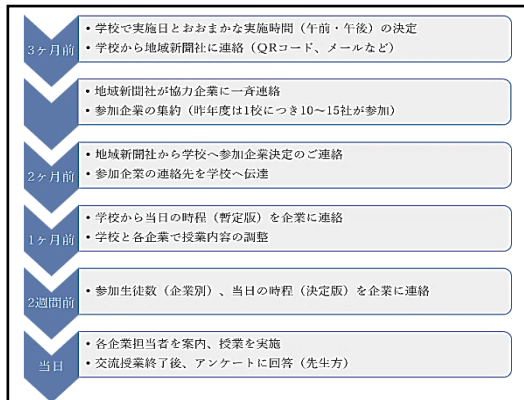 3ヶ月前
• 学校で実施日とおおまかな実施時間（午前・午後）の決定
• 学校から地域新聞社に連絡（QRコード、メールなど）
• 地域新聞社が協力企業に一斉連絡
• 参加企業の集約（昨年度は1校につき10～15社が参加）
2ヶ月前
• 地域新聞社から学校へ参加企業決定のご連絡
• 参加企業の連絡先を学校へ伝達
1ヶ月前
• 学校から当日の時程（暫定版）を企業に連絡
• 学校と各企業で授業内容の調整
2週間前
• 参加生徒数（企業別）、当日の時程（決定版）を企業に連絡
当日
• 各企業担当者を案内、授業を実施
• 交流授業終了後、アンケートに回答（先生方）